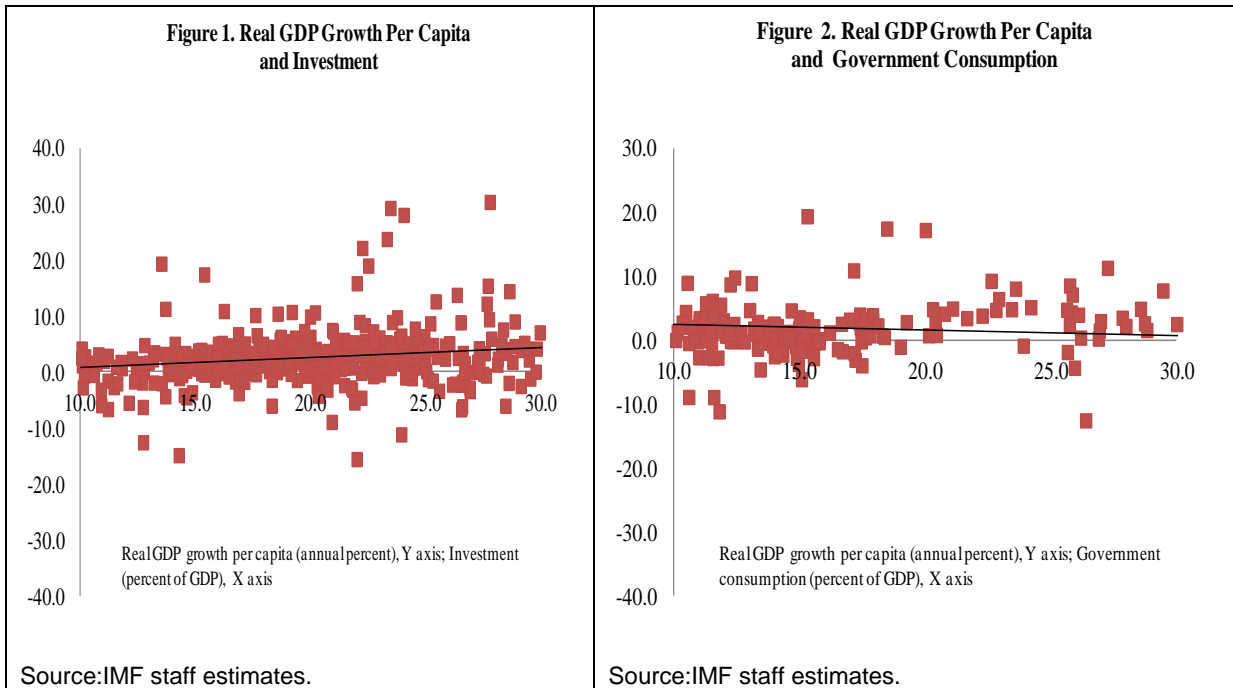 Figure 1. Real GDP Growth Per Capita
and Investment
40.0
30.0
20.0
10.0
0.0
10.0 15.0 20.0 25.0 30.0
-10.0
-20.0
-30.0
-40.0
Real GDP growth per capita (annual percent), Y axis; Investment
(percent of GDP), X axis
Source:IMF staff estimates.
Figure 2. Real GDP Growth Per Capita
and Government Consumption
30.0
20.0
10.0
0.0
10.0 15.0 20.0 25.0 30.0
-10.0
-20.0
-30.0
-40.0
Real GDP growth per capita (annual percent), Y axis; Government
consumption (percent of GDP), X axis
Source:IMF staff estimates.